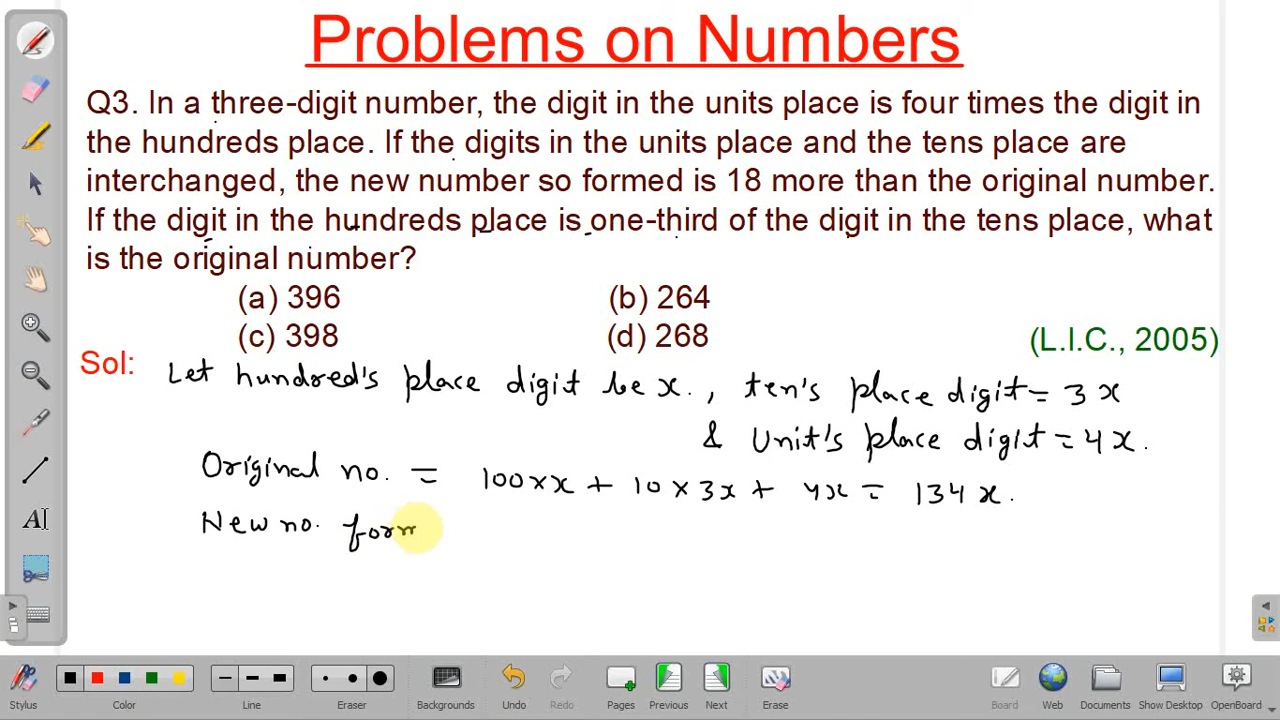 Problems on Numbers
Q3. In a three-digit number, the digit in the units place is four times the digit in
the hundreds place. If the digits in the units place and the tens place are
interchanged, the new number so formed is 18 more than the original number.
If the digit in the hundreds place is one-third of the digit in the tens place, what
is the original number?
(a) 396 (b) 264
(c) 398 (d) 268 (L.I.C., 2005)
Sol: Let hundred's place digit be x. , ten's place digit = 3x
& Unit's place digit = 4x.
Original no. = 100×x + 10×3x + 4x = 134x.
New no. form
Stylus Color Line Eraser Backgrounds Undo Redo Pages Previous Next Erase Board Web Documents Show Desktop OpenBoard